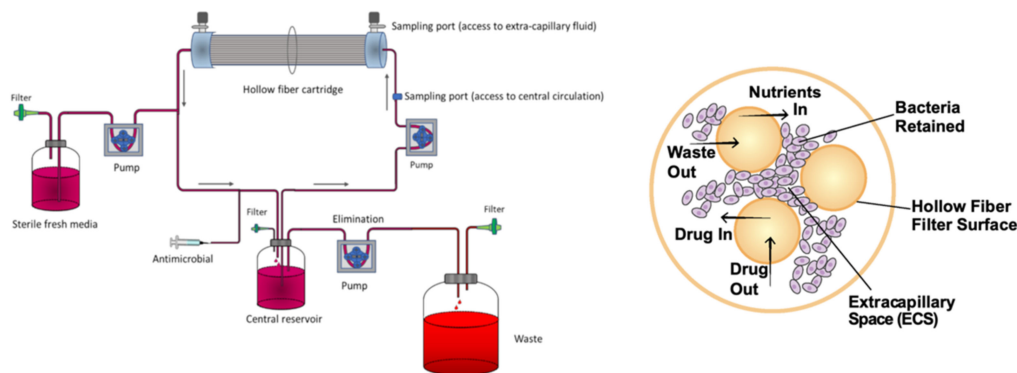 Sampling port (access to extra-capillary fluid)
Hollow fiber cartridge
Sampling port (access to central circulation)
Filter
Pump
Pump
Sterile fresh media
Filter
Elimination
Filter
Antimicrobial
Pump
Central reservoir
Waste
Nutrients
In
Bacteria
Retained
Waste
Out
Hollow Fiber
Filter Surface
Drug In
Drug
Out
Extracapillary
Space (ECS)